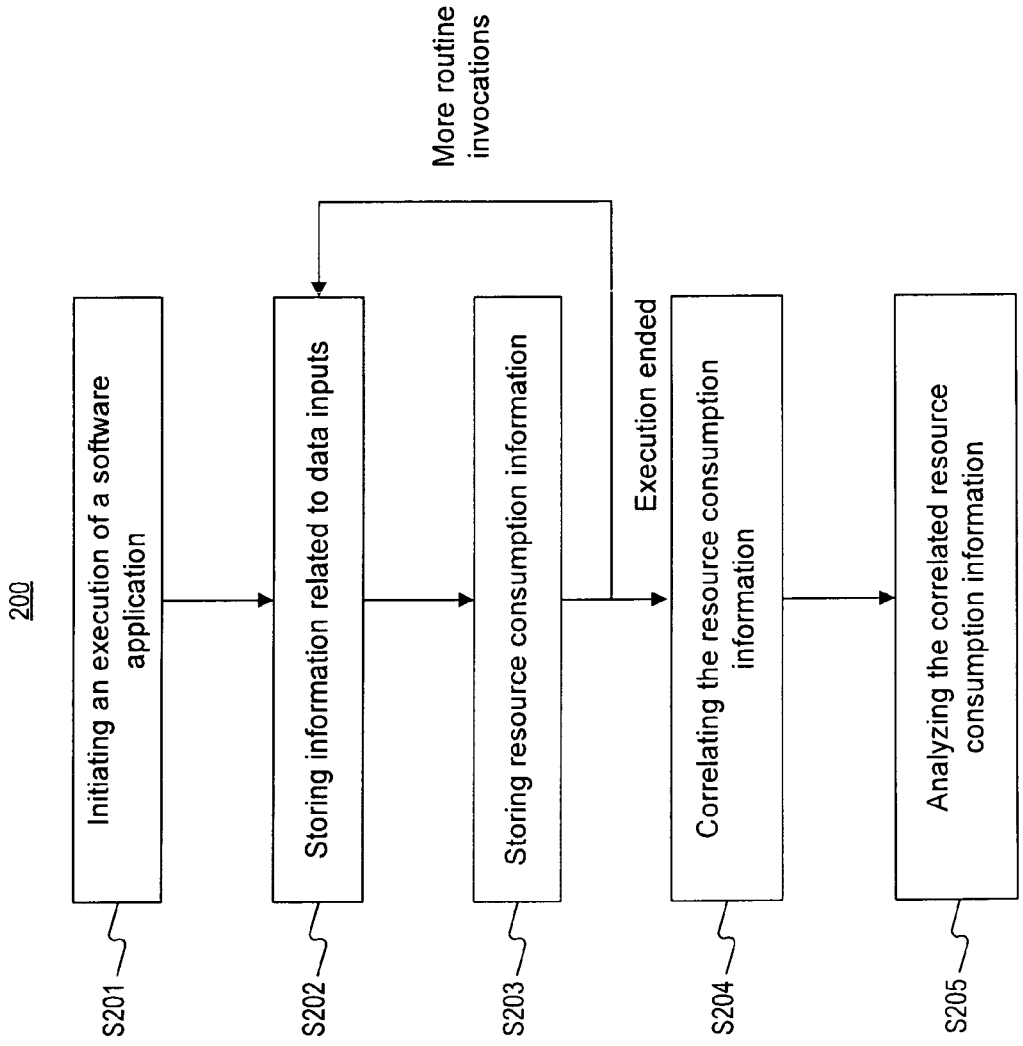 200
S201
Initiating an execution of a software
application
S202
Storing information related to data inputs
More routine
invocations
S203
Storing resource consumption information
Execution ended
S204
Correlating the resource consumption
information
S205
Analyzing the correlated resource
consumption information